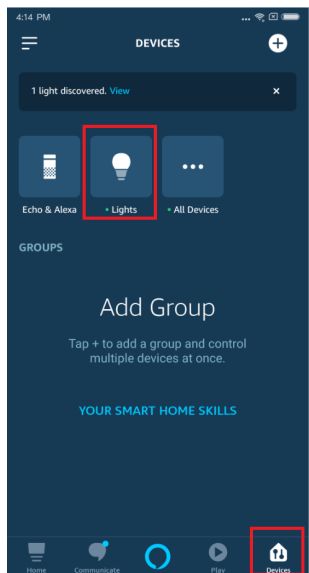 4:14 PM ...
DEVICES
1 light discovered. View ×
Echo & Alexa • Lights • All Devices
GROUPS
Add Group
Tap + to add a group and control
multiple devices at once.
YOUR SMART HOME SKILLS
Home Communicate Play Devices